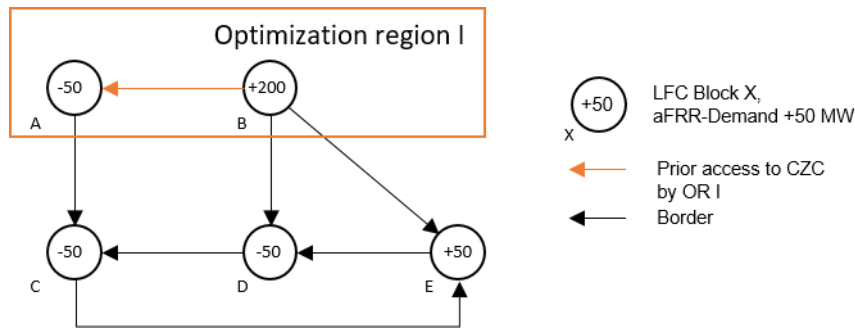 Optimization region I
-50
+200
A
B
-50
-50
+50
C
D
E
+50
X
LFC Block X,
aFRR-Demand +50 MW
Prior access to CZC
by OR I
Border